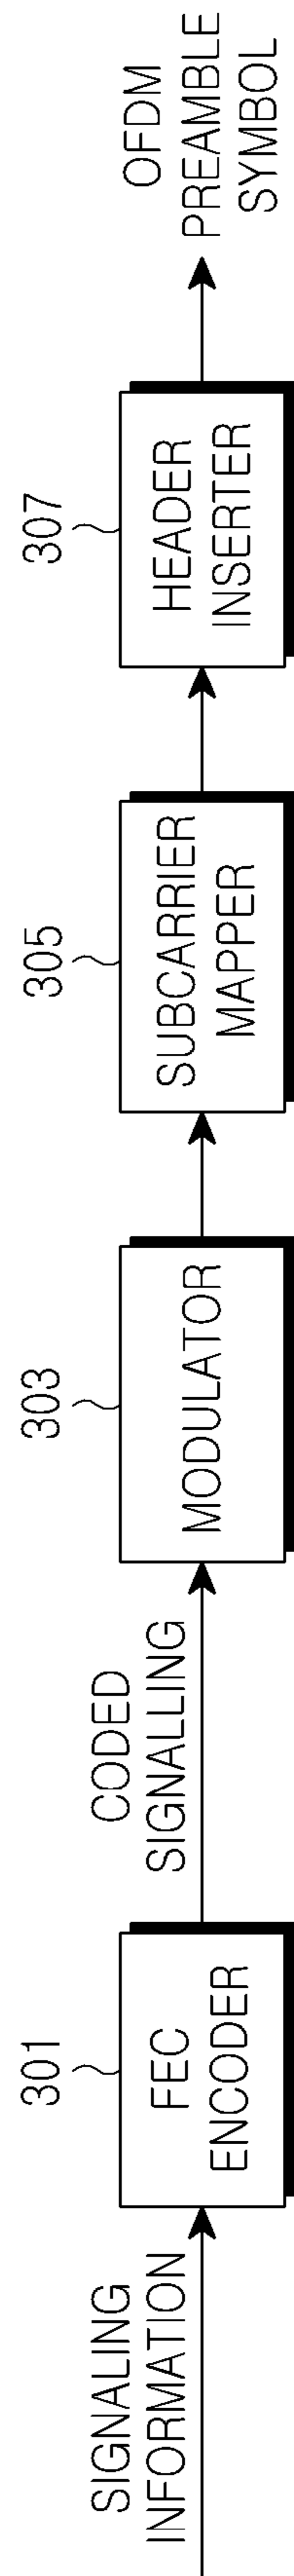 SIGNALING
INFORMATION
301
FEC
ENCODER
CODED
SIGNALLING
303
MODULATOR
305
SUBCARRIER
MAPPER
307
HEADER
INSERTER
OFDM
PREAMBLE
SYMBOL